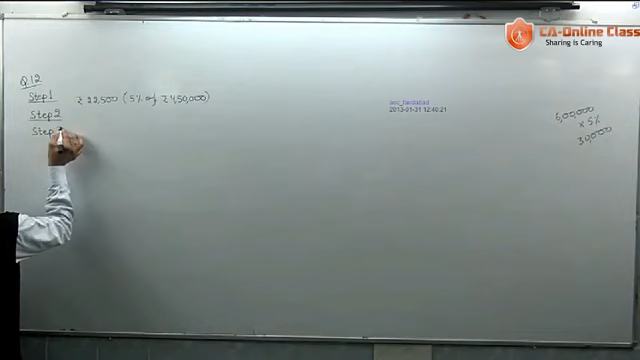 CA-Online Class
Sharing is Caring
Q.12
Step1 ₹ 22,500 (5% of ₹ 4,50,000)
Step2
Step
2013-01-31 12:40:21
6,00,000
x 5%
30,000